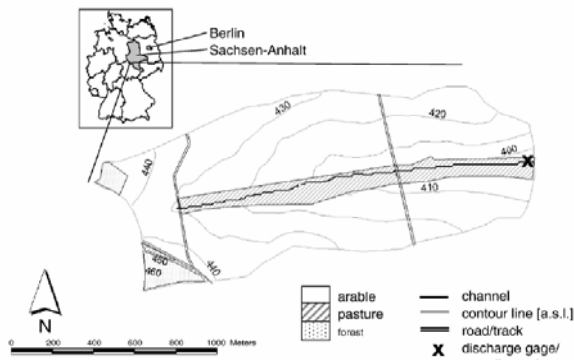 Berlin
Sachsen-Anhalt
430
420
440
400
410
460
460
440
N
0 200 400 600 800 1000 Meters
arable
pasture
forest
channel
contour line [a.s.l.]
road/track
X discharge gage/